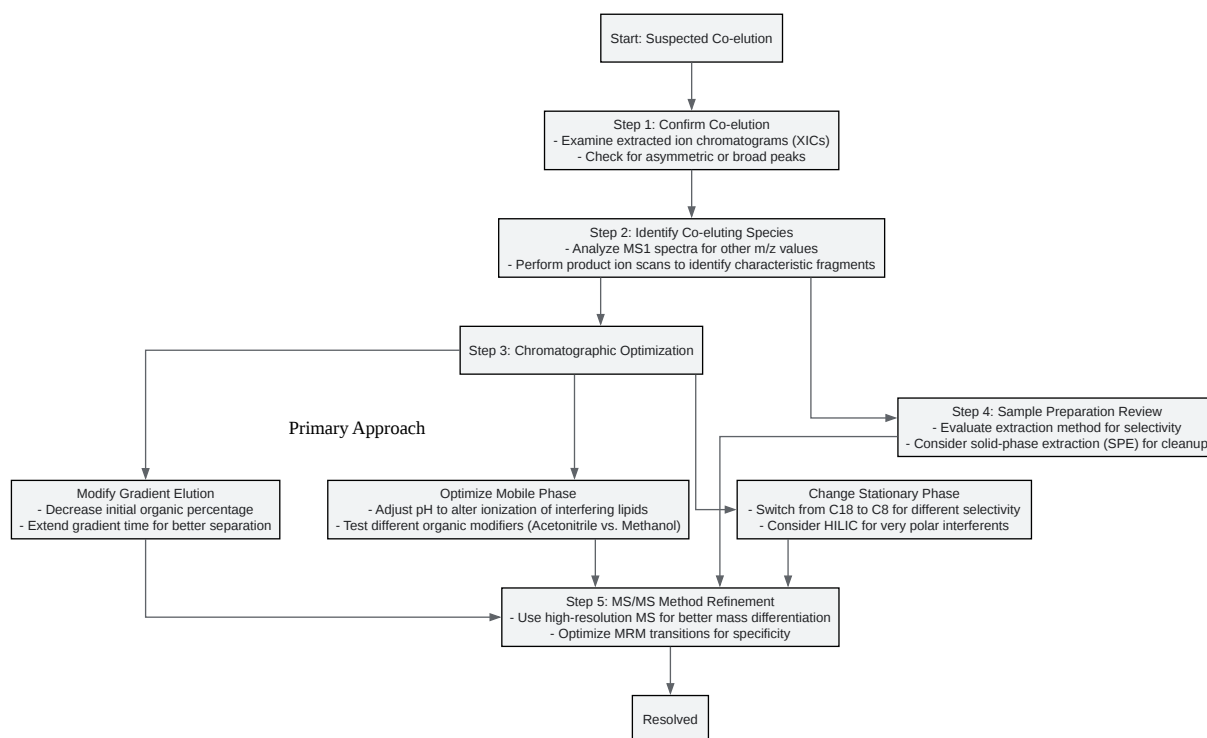 Start: Suspected Co-elution
Step 1: Confirm Co-elution
- Examine extracted ion chromatograms (XICs)
- Check for asymmetric or broad peaks
Step 2: Identify Co-eluting Species
- Analyze MS1 spectra for other m/z values
- Perform product ion scans to identify characteristic fragments
Step 3: Chromatographic Optimization
Primary Approach
Step 4: Sample Preparation Review
- Evaluate extraction method for selectivity
- Consider solid-phase extraction (SPE) for cleanup
Modify Gradient Elution
- Decrease initial organic percentage
- Extend gradient time for better separation
Optimize Mobile Phase
- Adjust pH to alter ionization of interfering lipids
- Test different organic modifiers (Acetonitrile vs. Methanol)
Change Stationary Phase
- Switch from C18 to C8 for different selectivity
- Consider HILIC for very polar interferents
Step 5: MS/MS Method Refinement
- Use high-resolution MS for better mass differentiation
- Optimize MRM transitions for specificity
Resolved